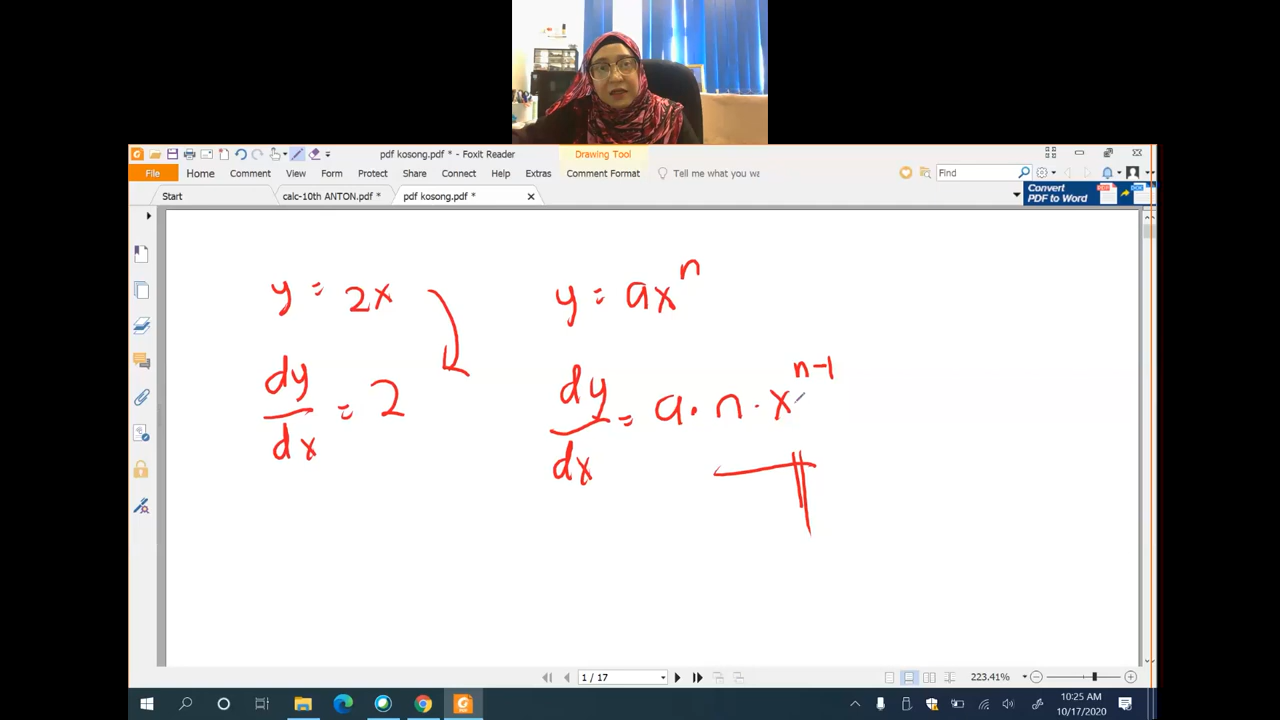 pdf kosong.pdf * - Foxit Reader
Drawing Tool
File Home Comment View Form Protect Share Connect Help Extras Comment Format Tell me what you wa Find
Start calc-10th ANTON.pdf * pdf kosong.pdf *
Convert
PDF to Word
y = 2x
dy/dx = 2
y = ax^n
dy/dx = a · n · x^{n-1}
1 / 17
223.41%
10:25 AM
10/17/2020